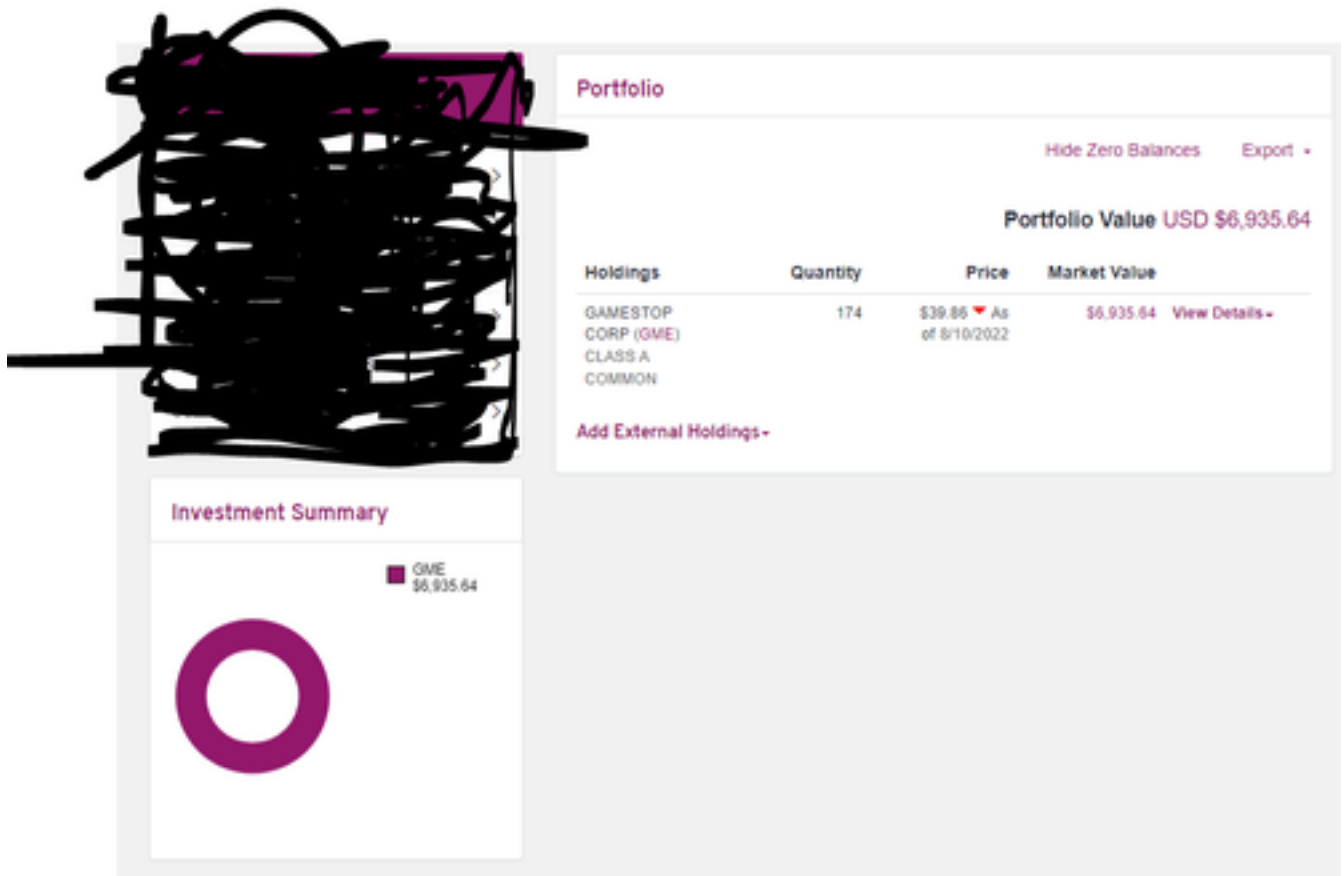 Portfolio
Hide Zero Balances Export
Portfolio Value USD $6,935.64
Holdings Quantity Price Market Value
GAMESTOP 174 $39.86 As $6,935.64 View Details
CORP (GME) of 8/10/2022
CLASS A
COMMON
Add External Holdings
Investment Summary
GME
$6,935.64